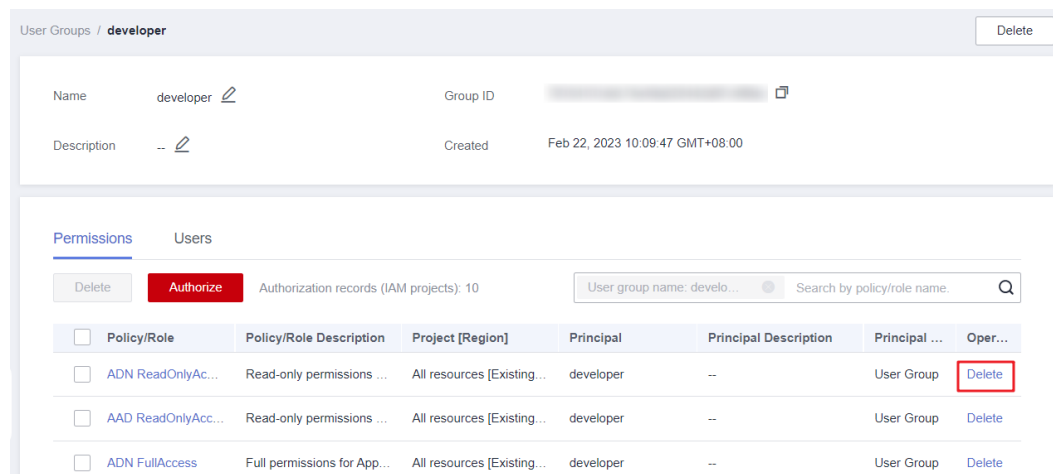 User Groups / developer Delete
Name developer Group ID
Description -- Created Feb 22, 2023 10:09:47 GMT+08:00
Permissions Users
Delete Authorize Authorization records (IAM projects): 10 User group name: develo... Search by policy/role name.
Policy/Role Policy/Role Description Project [Region] Principal Principal Description Principal ... Oper...
ADN ReadOnlyAc... Read-only permissions ... All resources [Existing... developer -- User Group Delete
AAD ReadOnlyAcc... Read-only permissions ... All resources [Existing... developer -- User Group Delete
ADN FullAccess Full permissions for App... All resources [Existing... developer -- User Group Delete